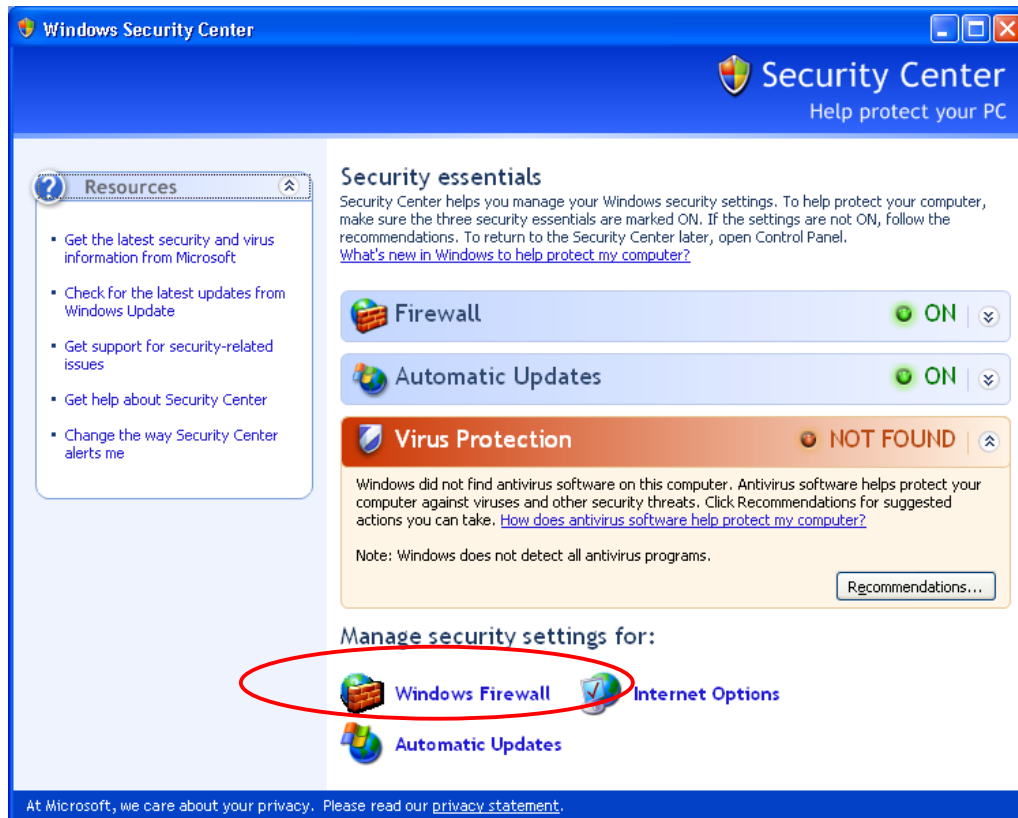 Windows Security Center
Security Center
Help protect your PC
Resources
Get the latest security and virus
information from Microsoft
Check for the latest updates from
Windows Update
Get support for security-related
issues
Get help about Security Center
Change the way Security Center
alerts me
Security essentials
Security Center helps you manage your Windows security settings. To help protect your computer,
make sure the three security essentials are marked ON. If the settings are not ON, follow the
recommendations. To return to the Security Center later, open Control Panel.
What's new in Windows to help protect my computer?
Firewall ON
Automatic Updates ON
Virus Protection NOT FOUND
Windows did not find antivirus software on this computer. Antivirus software helps protect your
computer against viruses and other security threats. Click Recommendations for suggested
actions you can take. How does antivirus software help protect my computer?
Note: Windows does not detect all antivirus programs.
Recommendations...
Manage security settings for:
Windows Firewall Internet Options
Automatic Updates
At Microsoft, we care about your privacy. Please read our privacy statement.